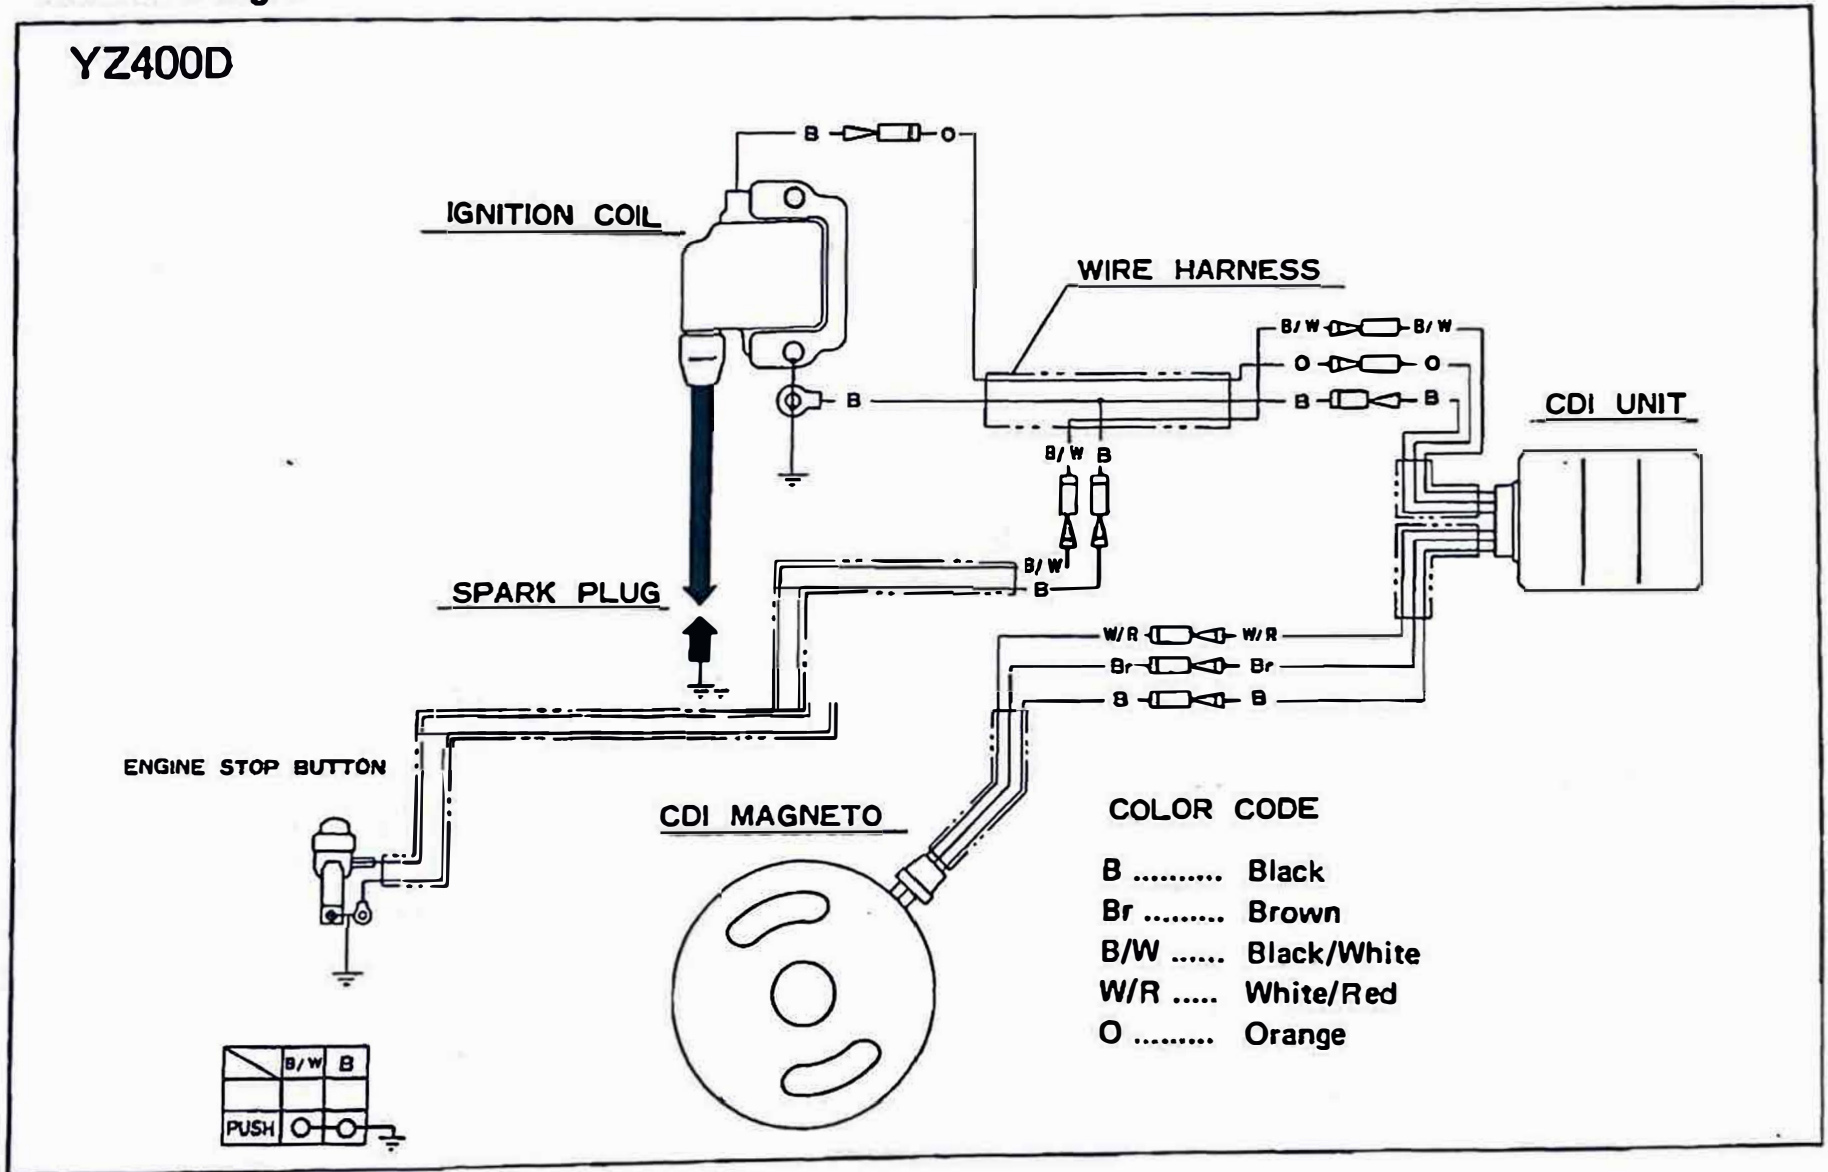 YZ400D
B O
IGNITION COIL
WIRE HARNESS
B/W B/W
O O
B B B
CDI UNIT
B/W B
B/W
B
SPARK PLUG
W/R W/R
Br Br
B B
ENGINE STOP BUTTON
CDI MAGNETO
COLOR CODE
B .......... Black
Br ......... Brown
B/W ...... Black/White
W/R ..... White/Red
O ......... Orange
B/W B
PUSH